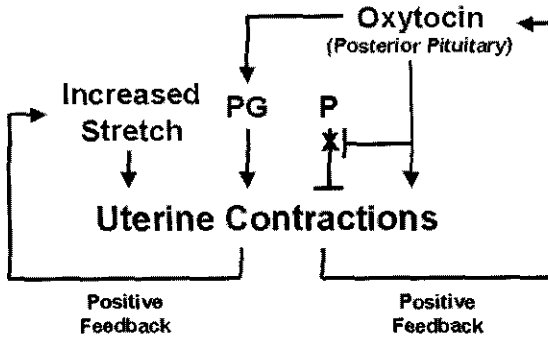 Oxytocin
(Posterior Pituitary)
Increased
Stretch
PG
P
Uterine Contractions
Positive
Feedback
Positive
Feedback